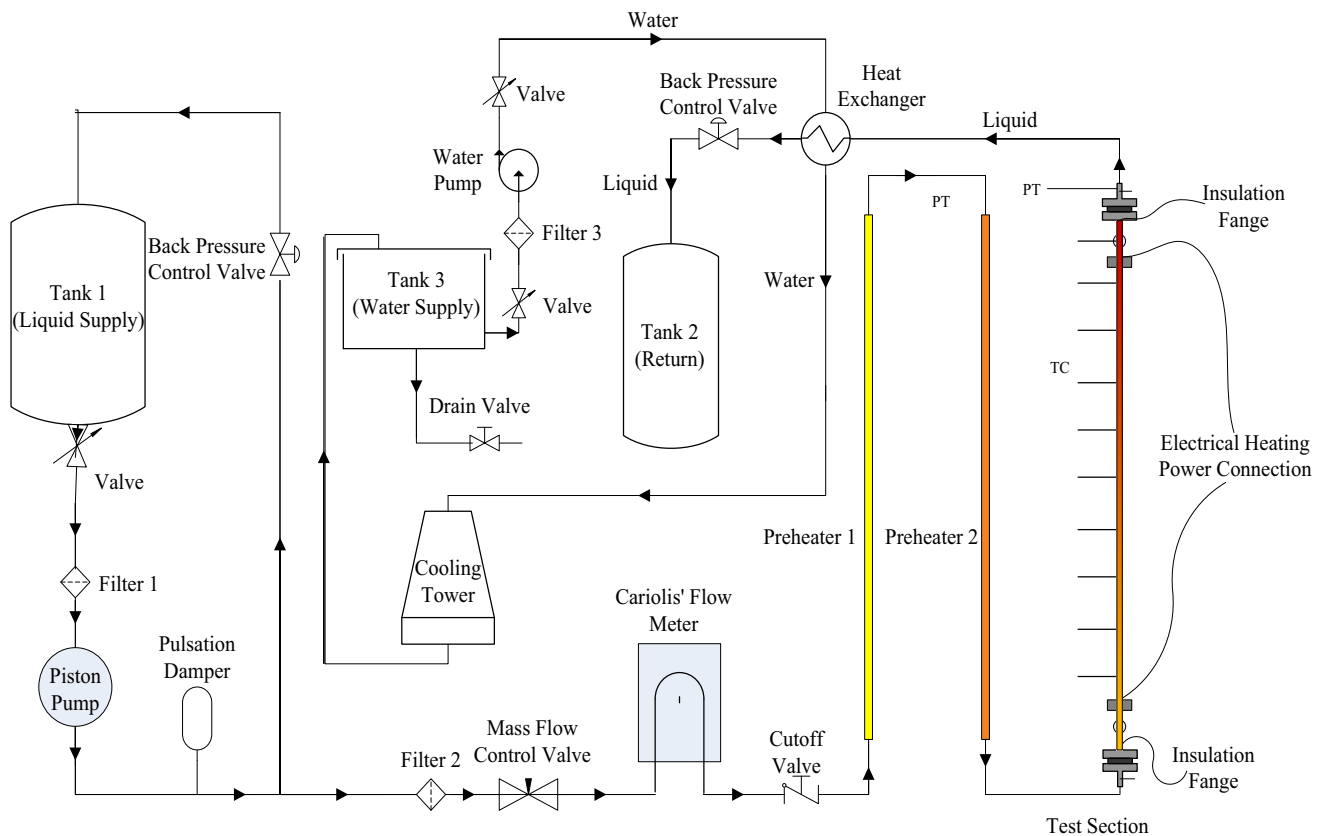 Water
Valve
Back Pressure
Control Valve
Heat
Exchanger
Liquid
Water
Pump
Liquid
PT
PT
Insulation
Fange
Filter 3
Back Pressure
Control Valve
Tank 1
(Liquid Supply)
Tank 3
(Water Supply)
Valve
Water
Tank 2
(Return)
TC
Drain Valve
Electrical Heating
Power Connection
Valve
Preheater 1
Preheater 2
Cooling
Tower
Filter 1
Cariolis' Flow
Meter
Pulsation
Damper
Piston
Pump
Mass Flow
Control Valve
Filter 2
Cutoff
Valve
Insulation
Fange
Test Section